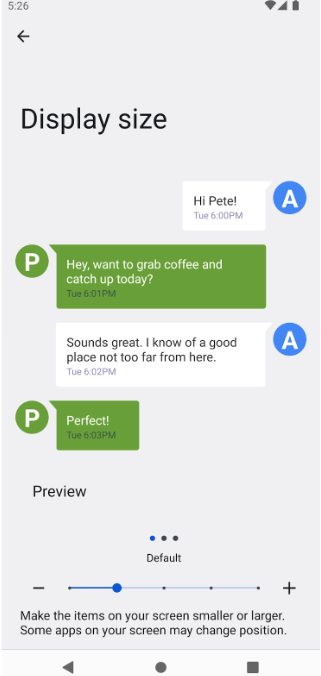 5:26
Display size
Hi Pete!
Tue 6:00PM
A
P
Hey, want to grab coffee and
catch up today?
Tue 6:01PM
Sounds great. I know of a good
place not too far from here.
Tue 6:02PM
A
P
Perfect!
Tue 6:03PM
Preview
Default
Make the items on your screen smaller or larger.
Some apps on your screen may change position.